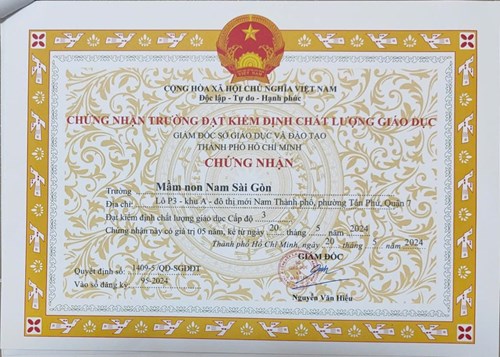 CỘNG HÒA XÃ HỘI CHỦ NGHĨA VIỆT NAM
Độc lập - Tự do - Hạnh phúc
CHỨNG NHẬN TRƯỜNG ĐẠT KIỂM ĐỊNH CHẤT LƯỢNG GIÁO DỤC
GIÁM ĐỐC SỞ GIÁO DỤC VÀ ĐÀO TẠO
THÀNH PHỐ HỒ CHÍ MINH
CHỨNG NHẬN
Trường Mầm non Nam Sài Gòn
Địa chỉ: Lô P3 - khu A - đô thị mới Nam Thành phố, phường Tân Phú, Quận 7
Đạt kiểm định chất lượng giáo dục Cấp độ 3
Chứng nhận này có giá trị 05 năm, kể từ ngày 20 5 2024
Thành phố Hồ Chí Minh, ngày 20 5 năm 2024
GIÁM ĐỐC
Quyết định số: 1409-5/QĐ-SGDĐT
Vào sổ đăng ký 95-2024
Nguyễn Văn Hiếu